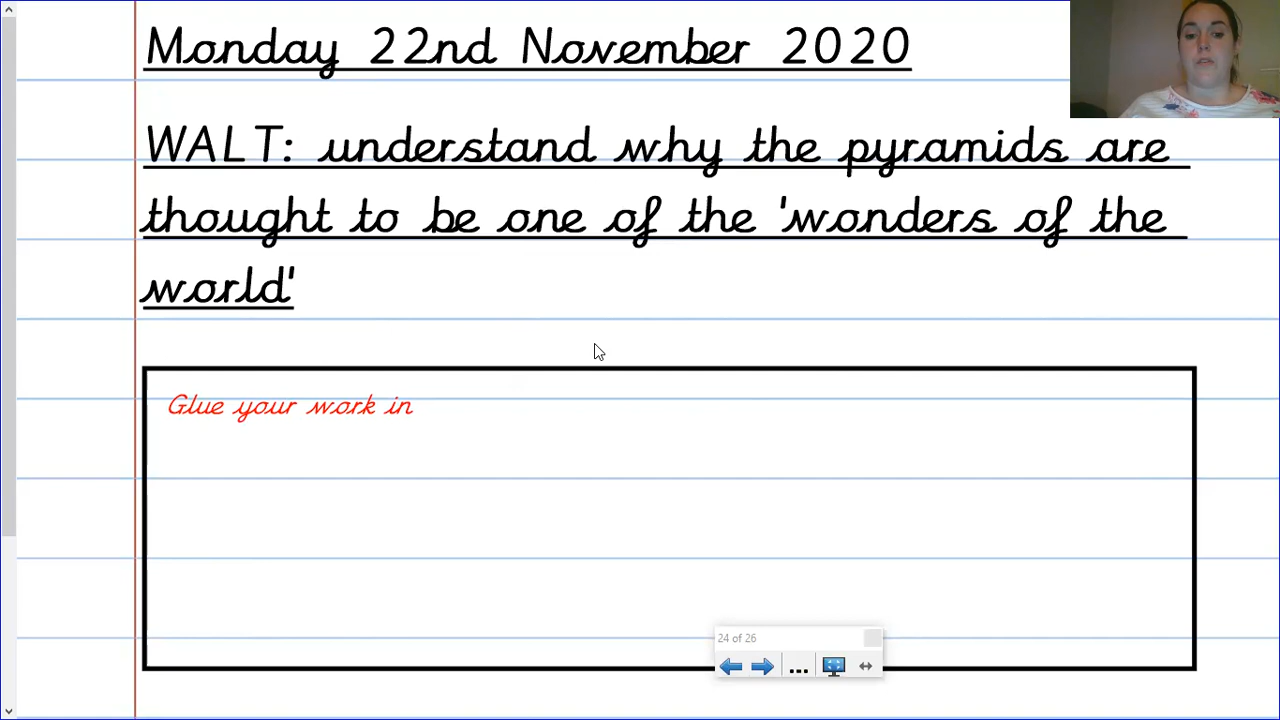 Monday 22nd November 2020
WALT: understand why the pyramids are
thought to be one of the 'wonders of the
world'
Glue your work in
24 of 26
...